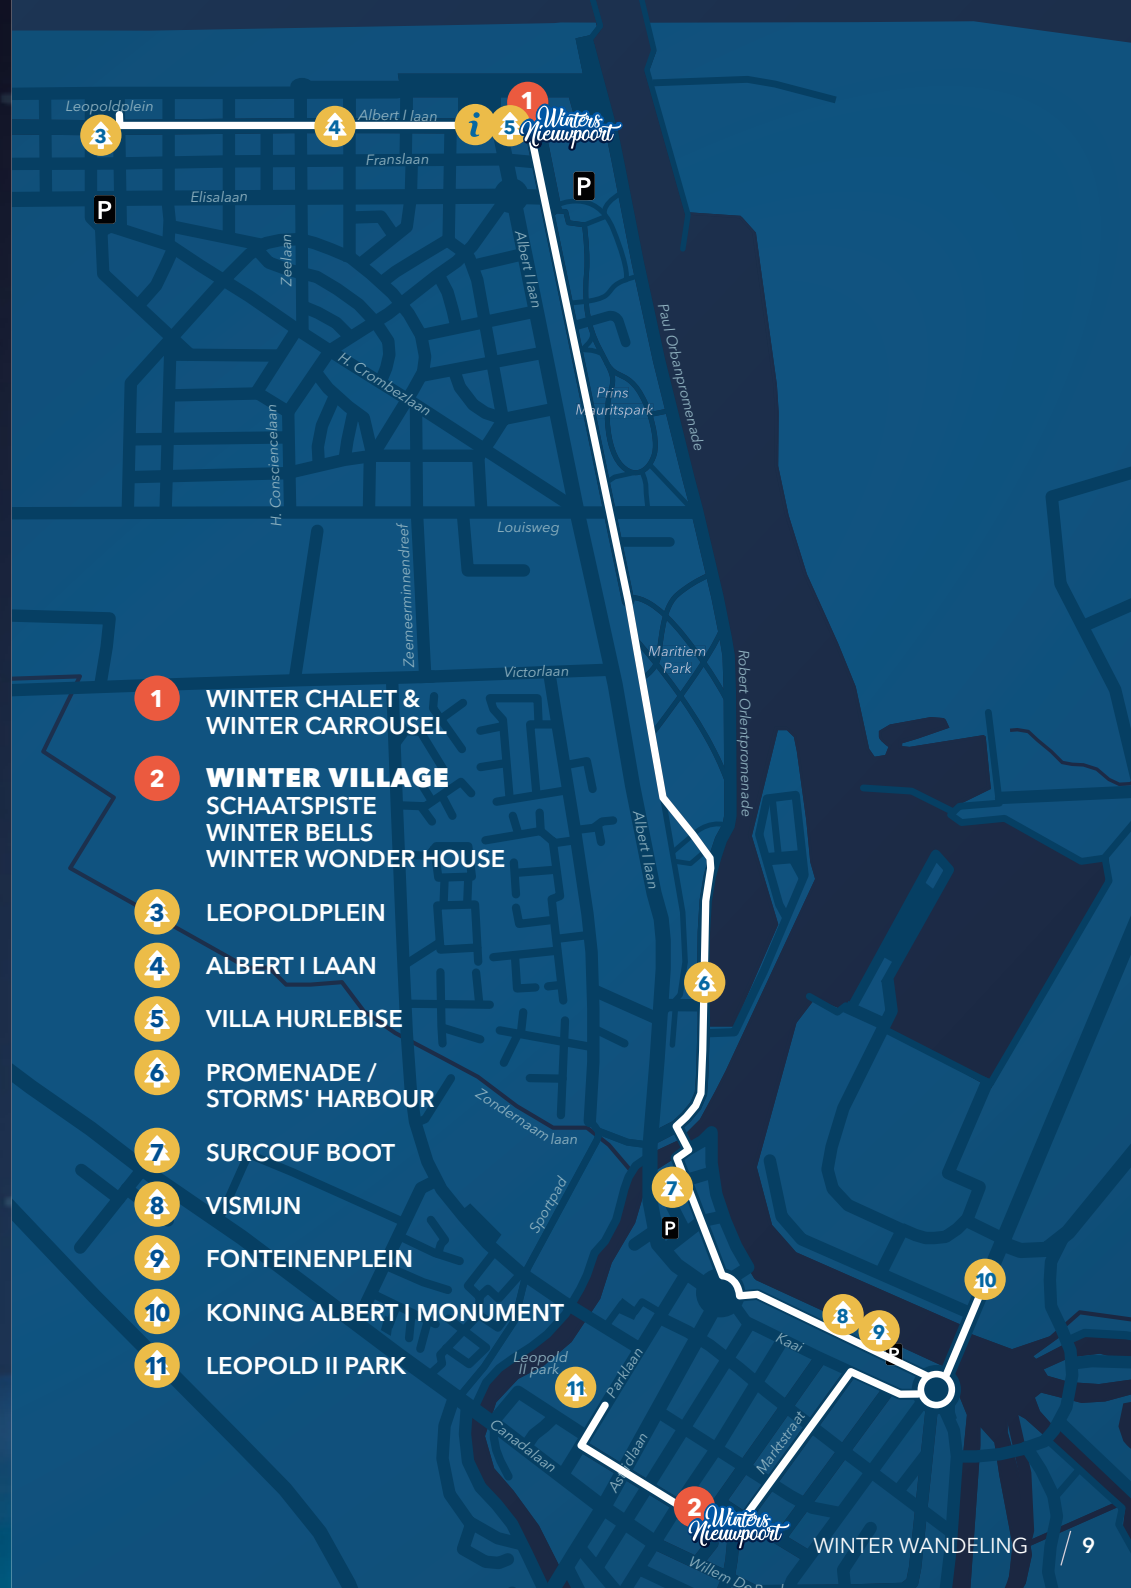 Leopoldplein
3
4
Albert I laan
i
5
1
Winters
Nieuwpoort
Franslaan
P
Elisalaan
P
Zeelaan
Albert I laan
Paul Orbanpromenade
H. Crombezlaan
Prins
Mauritspark
H. Consciencelaan
Louisweg
Zeemeerminnendreef
Maritiem
Park
Victorlaan
Robert Orlentpromenade
1 WINTER CHALET &
WINTER CARROUSEL
2 WINTER VILLAGE
SCHAATSPISTE
WINTER BELLS
WINTER WONDER HOUSE
Albert I laan
3 LEOPOLDPLEIN
4 ALBERT I LAAN
6
5 VILLA HURLEBISE
6 PROMENADE /
STORMS' HARBOUR
Zondernaamlaan
7 SURCOUF BOOT
7
P
8 VISMIJN
Sportpad
9 FONTEINENPLEIN
10
10 KONING ALBERT I MONUMENT
8
9
P
Kaai
11 LEOPOLD II PARK
Leopold
II park
11
Parklaan
Canadalaan
Astridlaan
Marktstraat
2
Winters
Nieuwpoort
WINTER WANDELING / 9